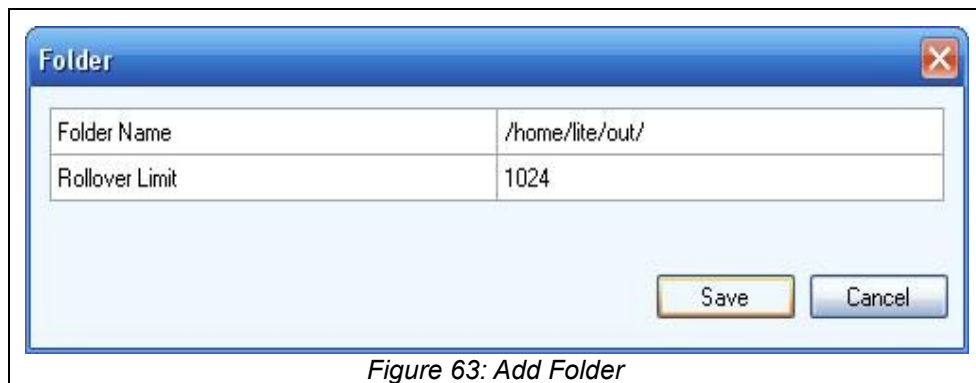 Folder
Folder Name /home/lite/out/
Rollover Limit 1024
Save Cancel
Figure 63: Add Folder